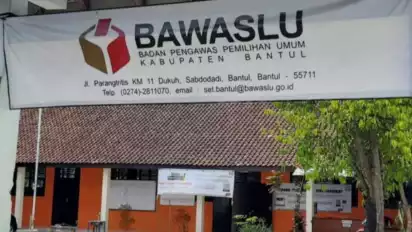 BAWASLU
BADAN PENGAWAS PEMILIHAN UMUM
KABUPATEN BANTUL
Jl. Parangtritis KM 11 Dukuh, Sabdodadi, Bantul, Bantul - 55711
Telp. (0274)-2811070, email : set.bantul@bawaslu.go.id